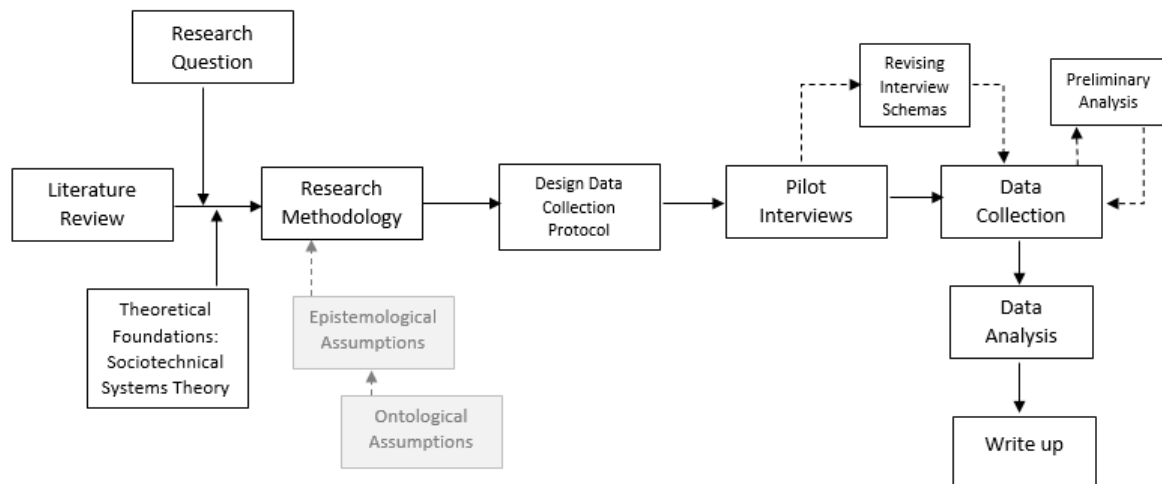 Research
Question
Revising
Interview
Schemas
Preliminary
Analysis
Literature
Review
Research
Methodology
Design Data
Collection
Protocol
Pilot
Interviews
Data
Collection
Theoretical
Foundations:
Sociotechnical
Systems Theory
Epistemological
Assumptions
Ontological
Assumptions
Data
Analysis
Write up